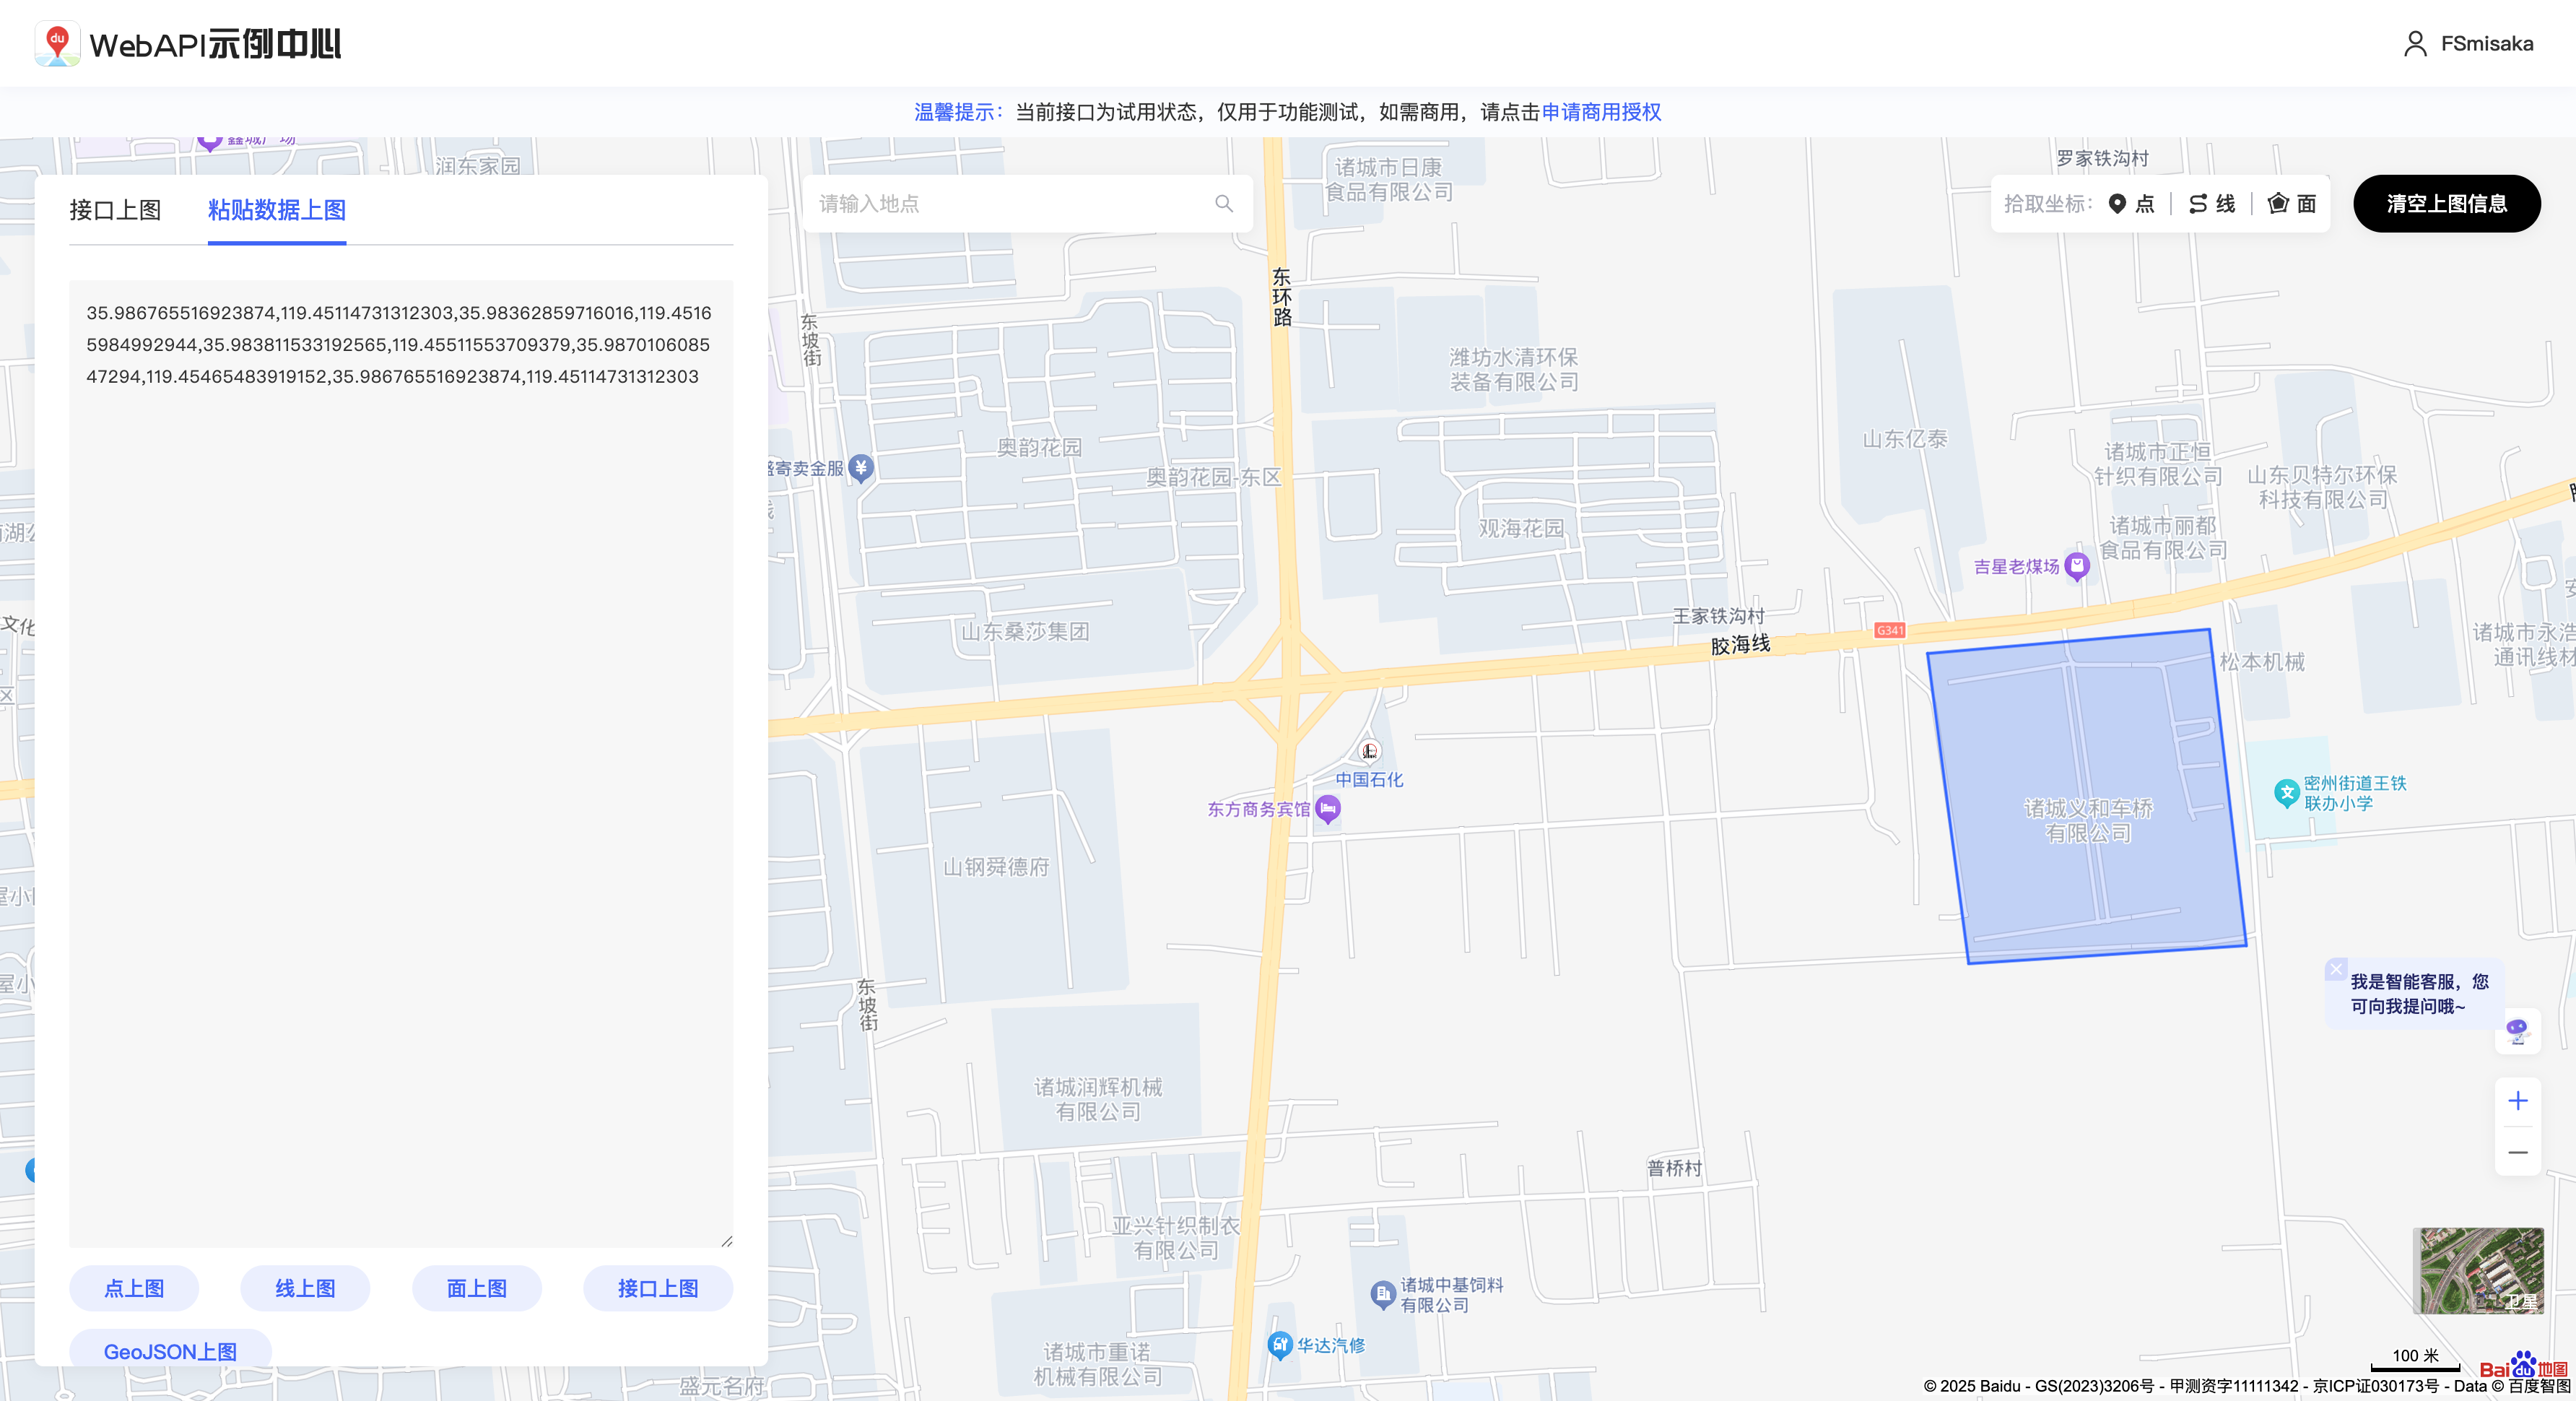 du
WebAPI示例中心
FSmisaka
温馨提示：当前接口为试用状态，仅用于功能测试，如需商用，请点击申请商用授权
润东家园
诸城市日康
食品有限公司
罗家铁沟村
接口上图
粘贴数据上图
请输入地点
拾取坐标：
点
线
面
清空上图信息
35.986765516923874,119.45114731312303,35.98362859716016,119.4516
5984992944,35.983811533192565,119.45511553709379,35.9870106085
47294,119.45465483919152,35.986765516923874,119.45114731312303
东环路
东坡街
潍坊水清环保
装备有限公司
奥韵花园
奥韵花园-东区
寄卖金服
山东亿泰
诸城市正恒
针织有限公司
山东贝特尔环保
科技有限公司
观海花园
诸城市丽都
食品有限公司
吉星老煤场
文化
山东桑莎集团
王家铁沟村
胶海线
G341
松本机械
诸城市永浩
通讯线材
区
中国石化
东方商务宾馆
密州街道王铁
联办小学
诸城义和车桥
有限公司
山钢舜德府
东坡街
我是智能客服，您
可向我提问哦~
诸城润辉机械
有限公司
普桥村
亚兴针织制衣
有限公司
诸城中基饲料
有限公司
华达汽修
诸城市重诺
机械有限公司
盛元名府
点上图
线上图
面上图
接口上图
GeoJSON上图
卫星
100 米
Bai du 地图
© 2025 Baidu - GS(2023)3206号 - 甲测资字11111342 - 京ICP证030173号 - Data © 百度智图